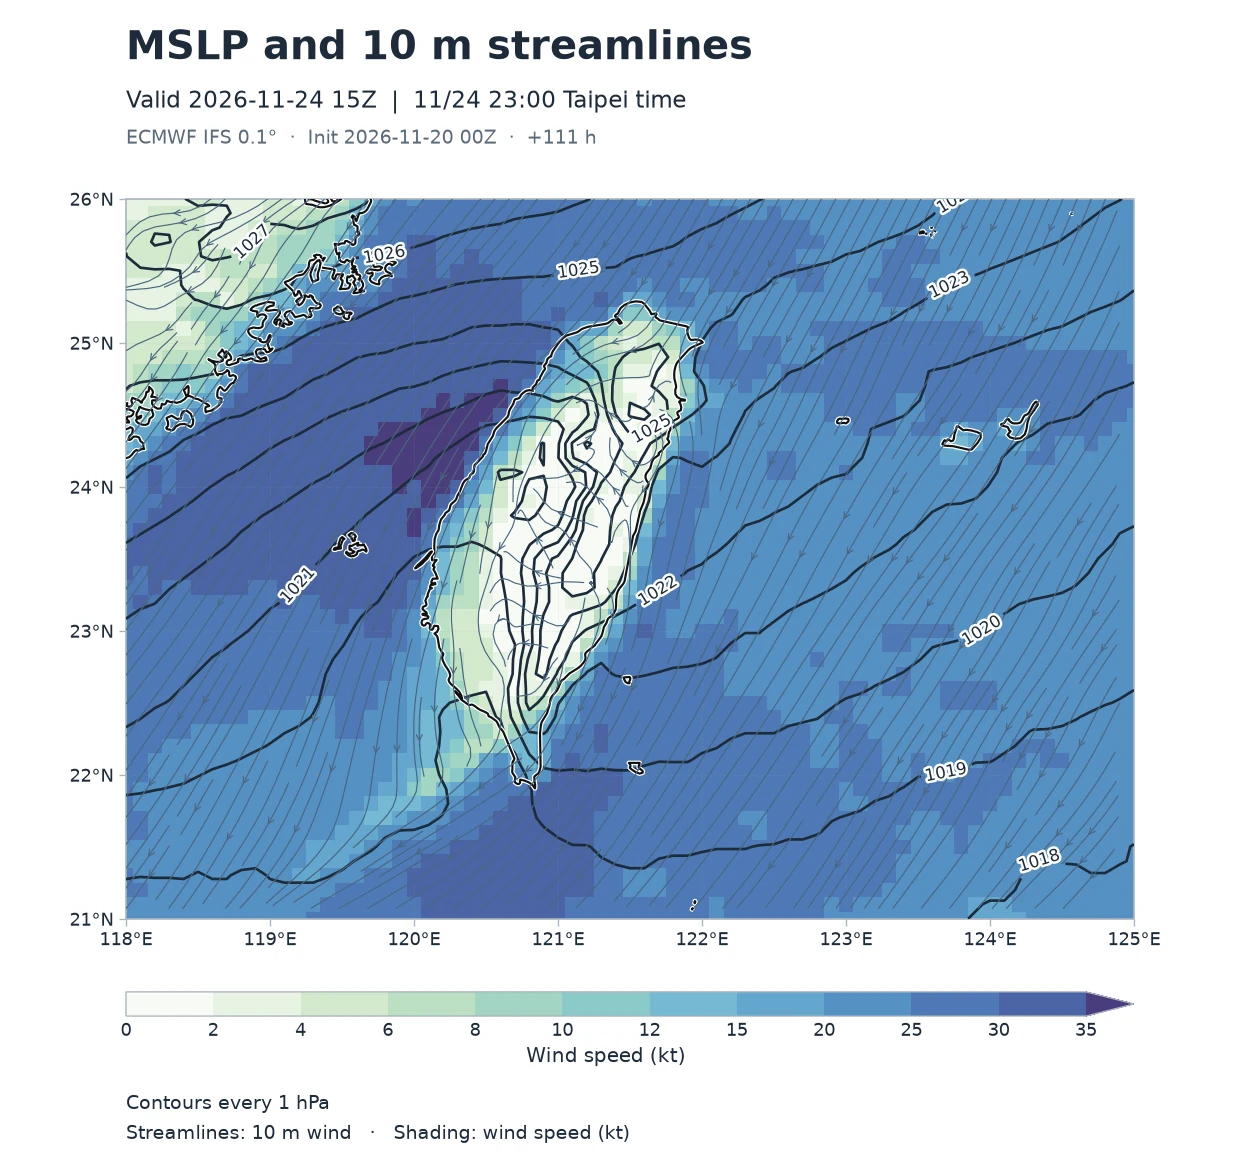 MSLP and 10 m streamlines
Valid 2026-11-24 15Z | 11/24 23:00 Taipei time
ECMWF IFS 0.1° · Init 2026-11-20 00Z · +111 h
26°N
25°N
24°N
23°N
22°N
21°N
1027
1026
1025
1023
1025
1021
1022
1020
1019
1018
118°E 119°E 120°E 121°E 122°E 123°E 124°E 125°E
0 2 4 6 8 10 12 15 20 25 30 35
Wind speed (kt)
Contours every 1 hPa
Streamlines: 10 m wind · Shading: wind speed (kt)